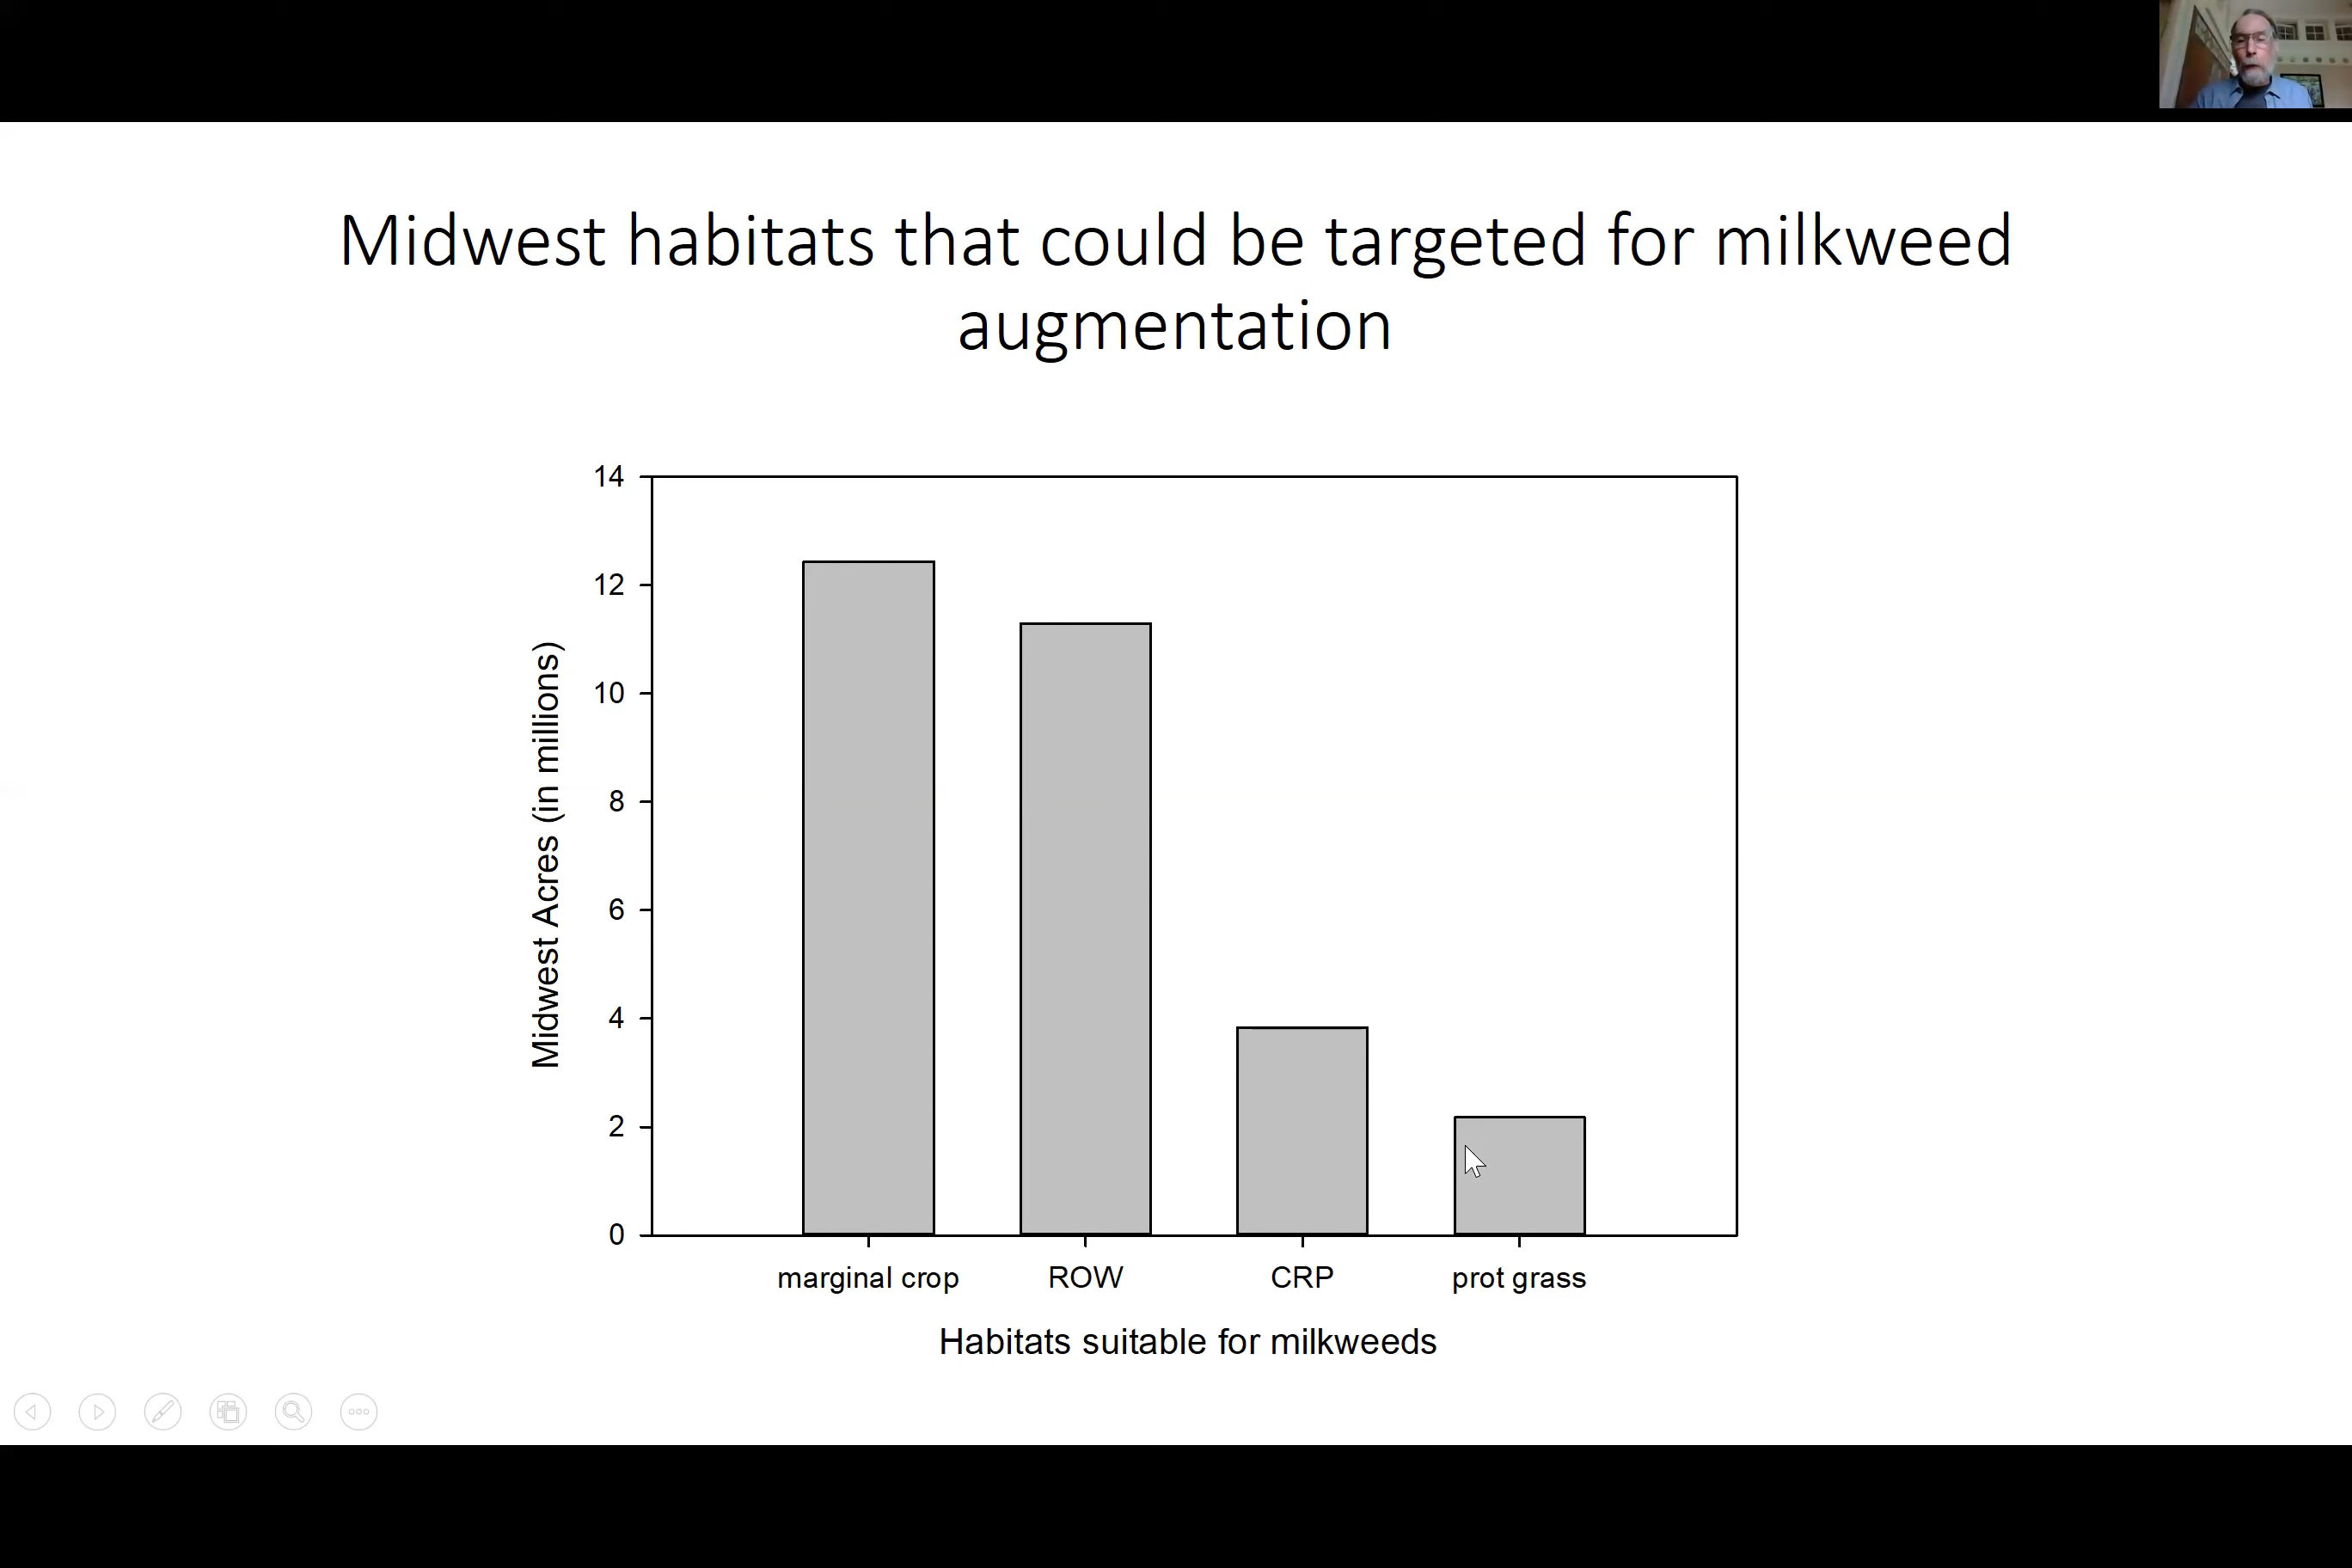 Midwest habitats that could be targeted for milkweed
augmentation
Midwest Acres (in millions)
14
12
10
8
6
4
2
0
marginal crop ROW CRP prot grass
Habitats suitable for milkweeds